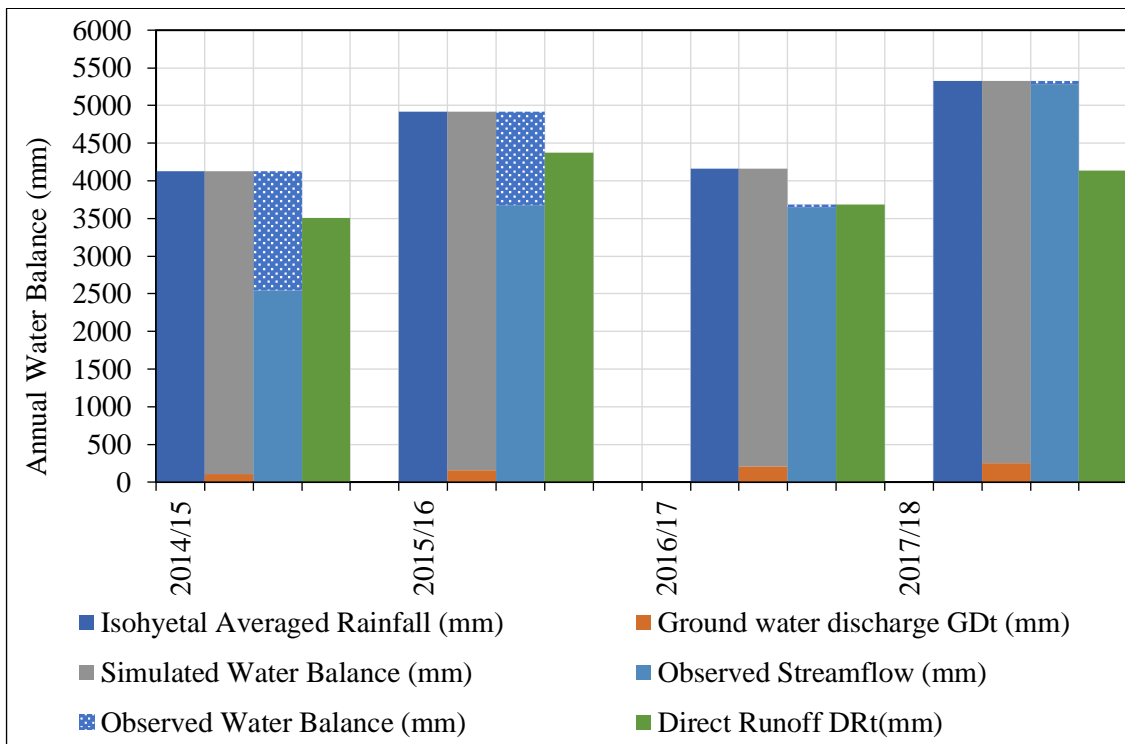 Annual Water Balance (mm)
6000
5500
5000
4500
4000
3500
3000
2500
2000
1500
1000
500
0
2014/15
2015/16
2016/17
2017/18
Isohyetal Averaged Rainfall (mm)
Ground water discharge GDt (mm)
Simulated Water Balance (mm)
Observed Streamflow (mm)
Observed Water Balance (mm)
Direct Runoff DRt(mm)